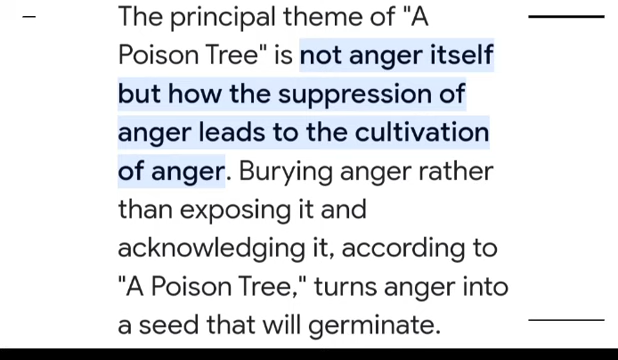 The principal theme of "A
Poison Tree" is not anger itself
but how the suppression of
anger leads to the cultivation
of anger. Burying anger rather
than exposing it and
acknowledging it, according to
"A Poison Tree," turns anger into
a seed that will germinate.